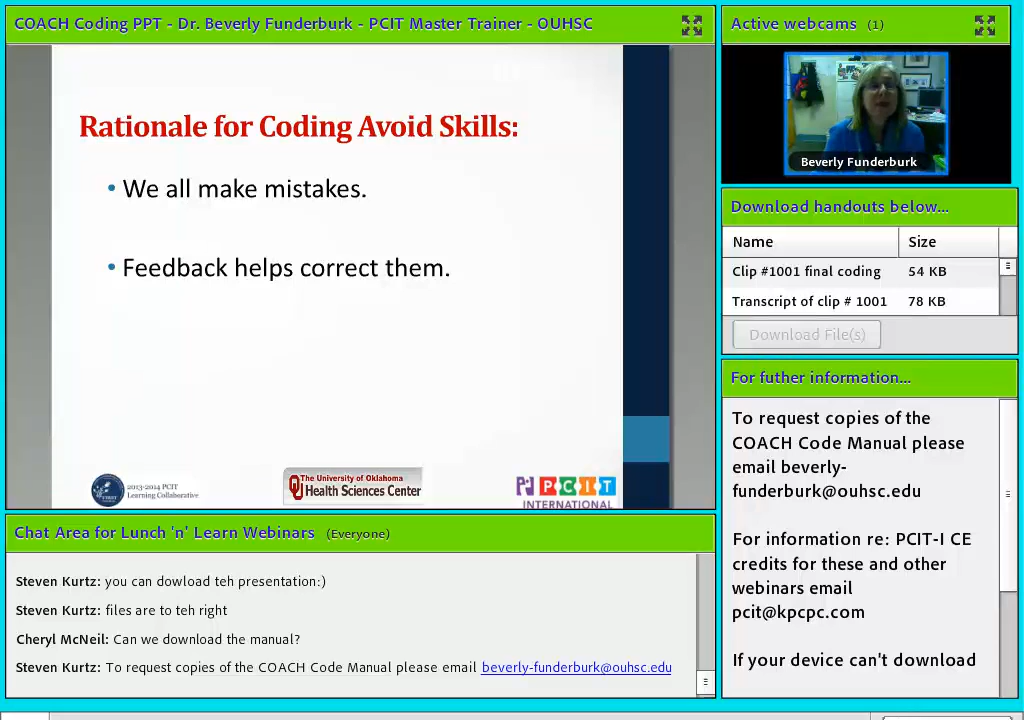 COACH Coding PPT - Dr. Beverly Funderburk - PCIT Master Trainer - OUHSC
Rationale for Coding Avoid Skills:
• We all make mistakes.
• Feedback helps correct them.
2013-2014 PCIT
Learning Collaborative
The University of Oklahoma
Health Sciences Center
PCIT
INTERNATIONAL
Chat Area for Lunch 'n' Learn Webinars (Everyone)
Steven Kurtz: you can dowload teh presentation:)
Steven Kurtz: files are to teh right
Cheryl McNeil: Can we download the manual?
Steven Kurtz: To request copies of the COACH Code Manual please email beverly-funderburk@ouhsc.edu
Active webcams (1)
Beverly Funderburk
Download handouts below...
Name Size
Clip #1001 final coding 54 KB
Transcript of clip # 1001 78 KB
Download File(s)
For futher information...
To request copies of the
COACH Code Manual please
email beverly-
funderburk@ouhsc.edu
For information re: PCIT-I CE
credits for these and other
webinars email
pcit@kpcpc.com
If your device can't download